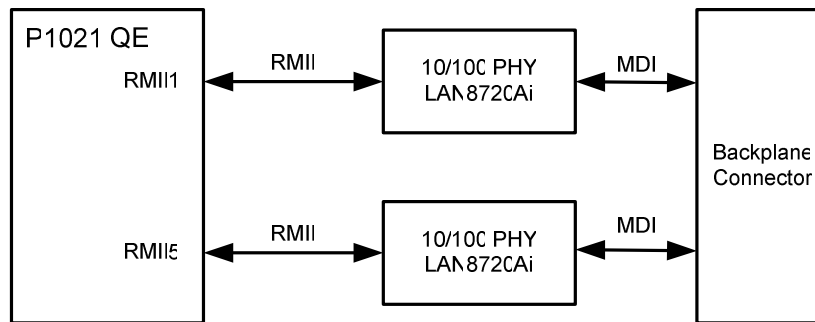 P1021 QE
RMII1
RMII
10/100 PHY
LAN8720Ai
MDI
Backplane
Connector
RMII5
RMII
10/100 PHY
LAN8720Ai
MDI